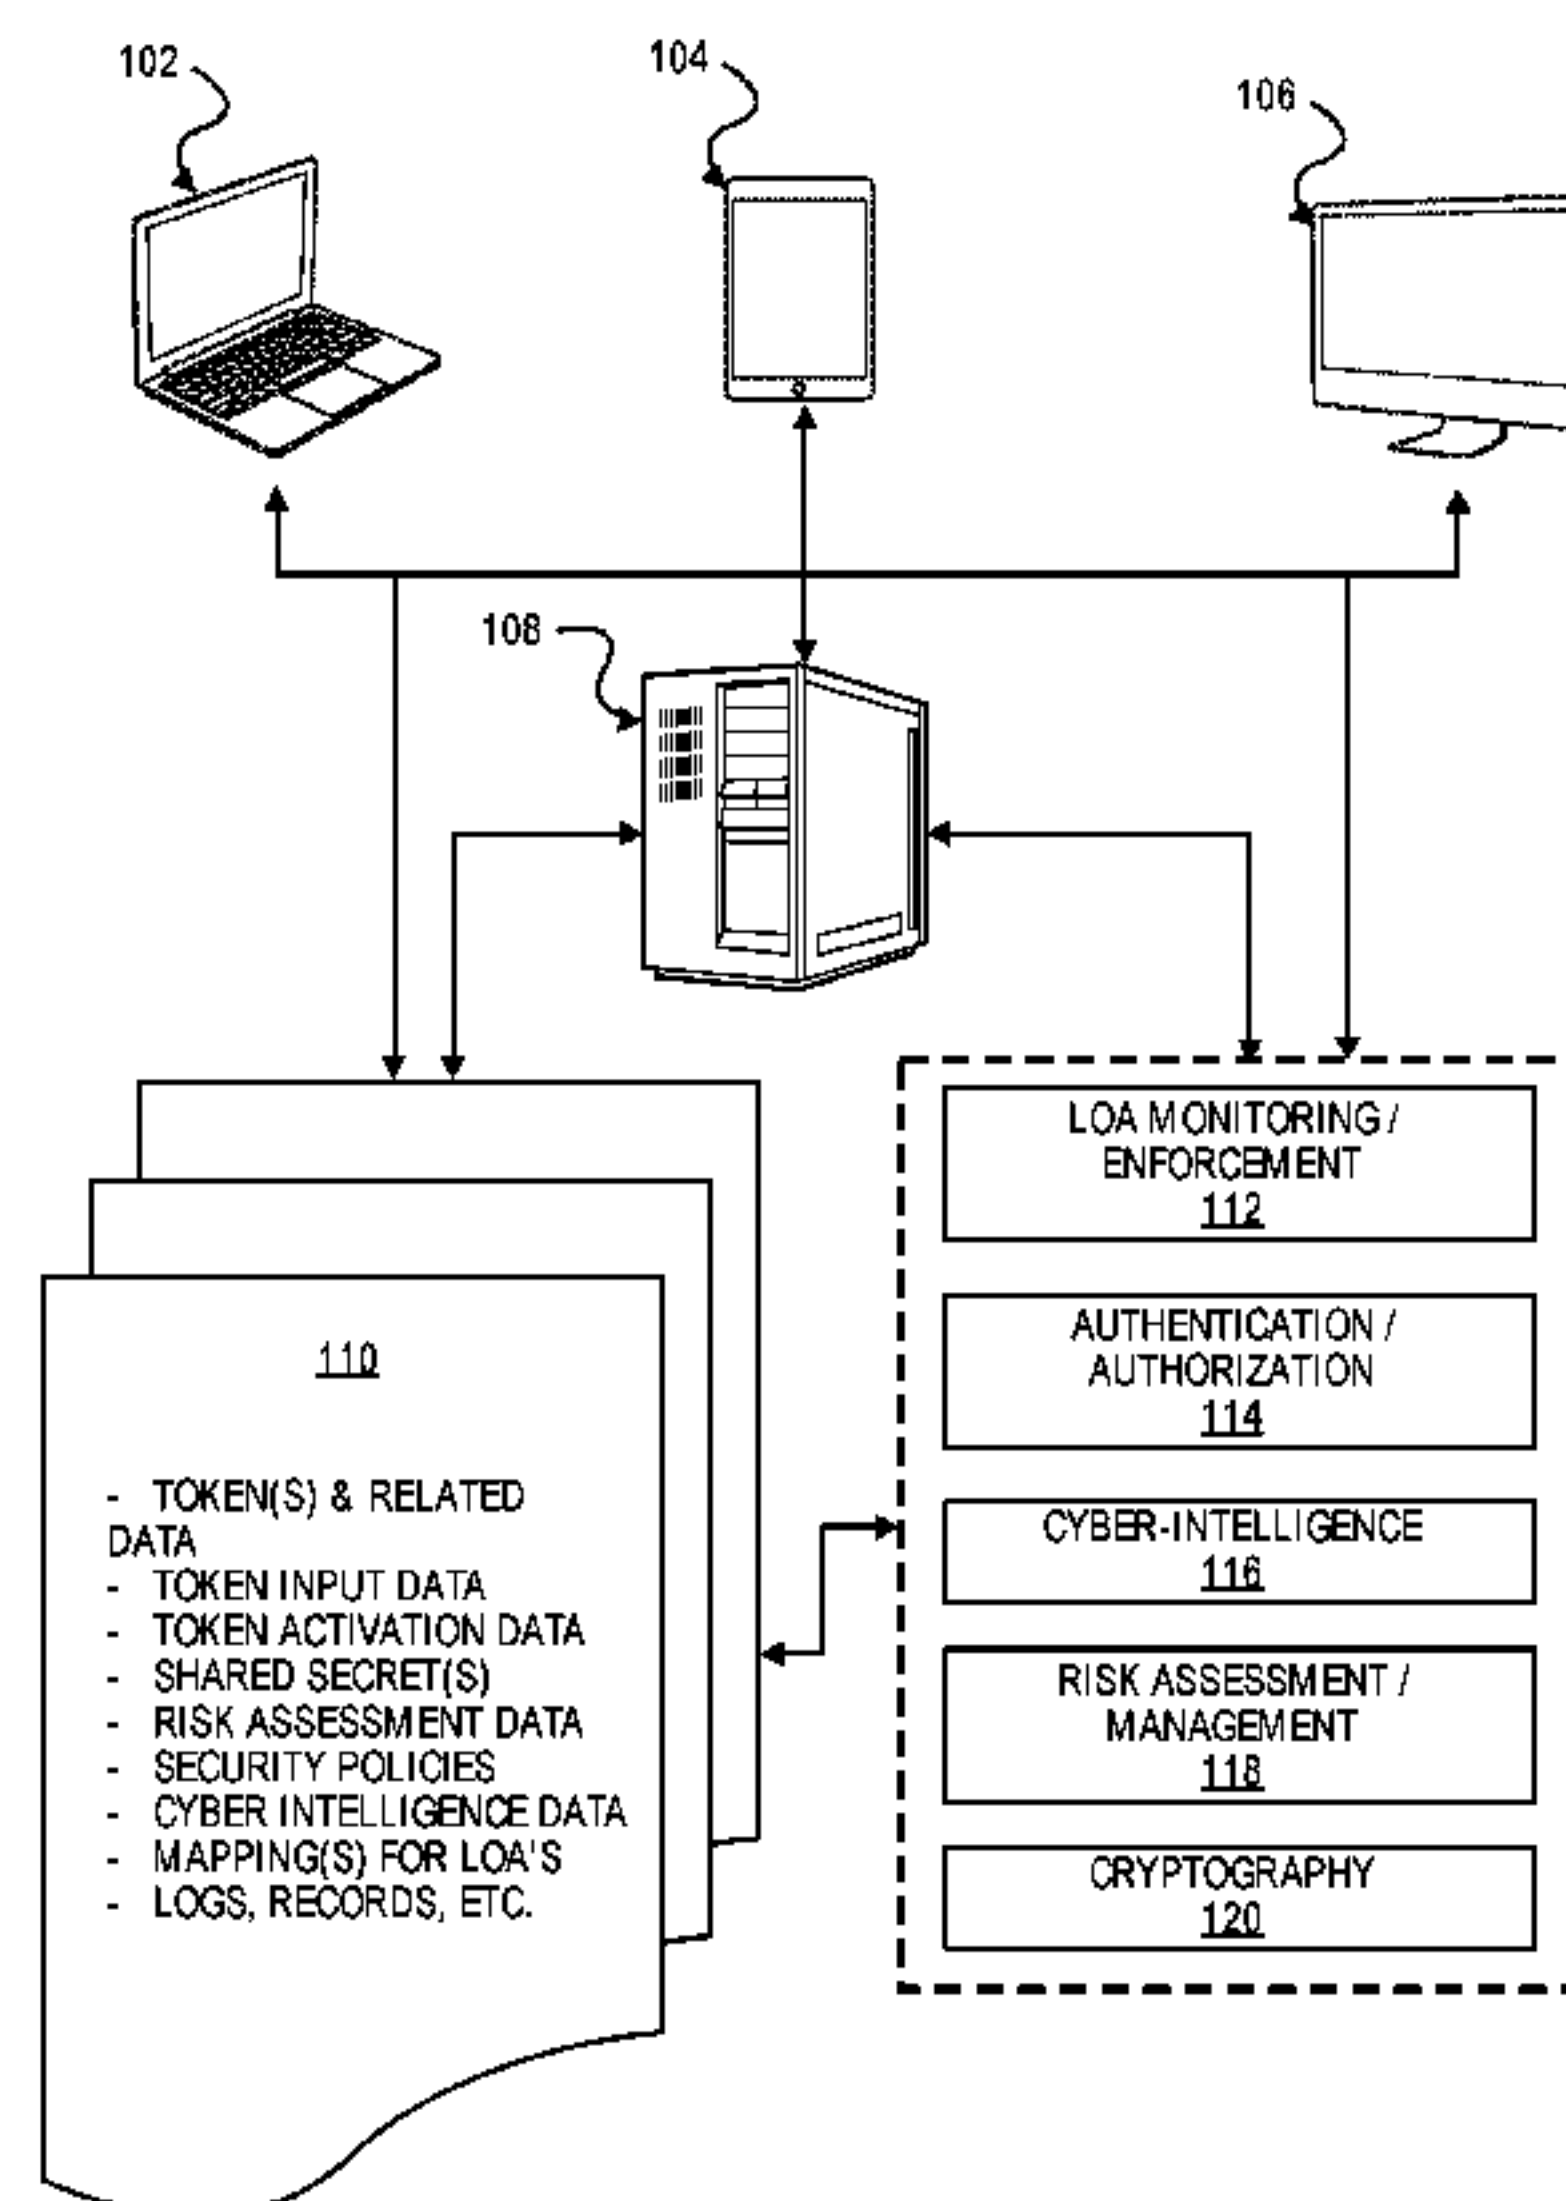 102
104
106
108
110
- TOKEN(S) & RELATED
DATA
- TOKEN INPUT DATA
- TOKEN ACTIVATION DATA
- SHARED SECRET(S)
- RISK ASSESSMENT DATA
- SECURITY POLICIES
- CYBER INTELLIGENCE DATA
- MAPPING(S) FOR LOA'S
- LOGS, RECORDS, ETC.
LOA MONITORING /
ENFORCEMENT
112
AUTHENTICATION /
AUTHORIZATION
114
CYBER-INTELLIGENCE
116
RISK ASSESSMENT /
MANAGEMENT
118
CRYPTOGRAPHY
120